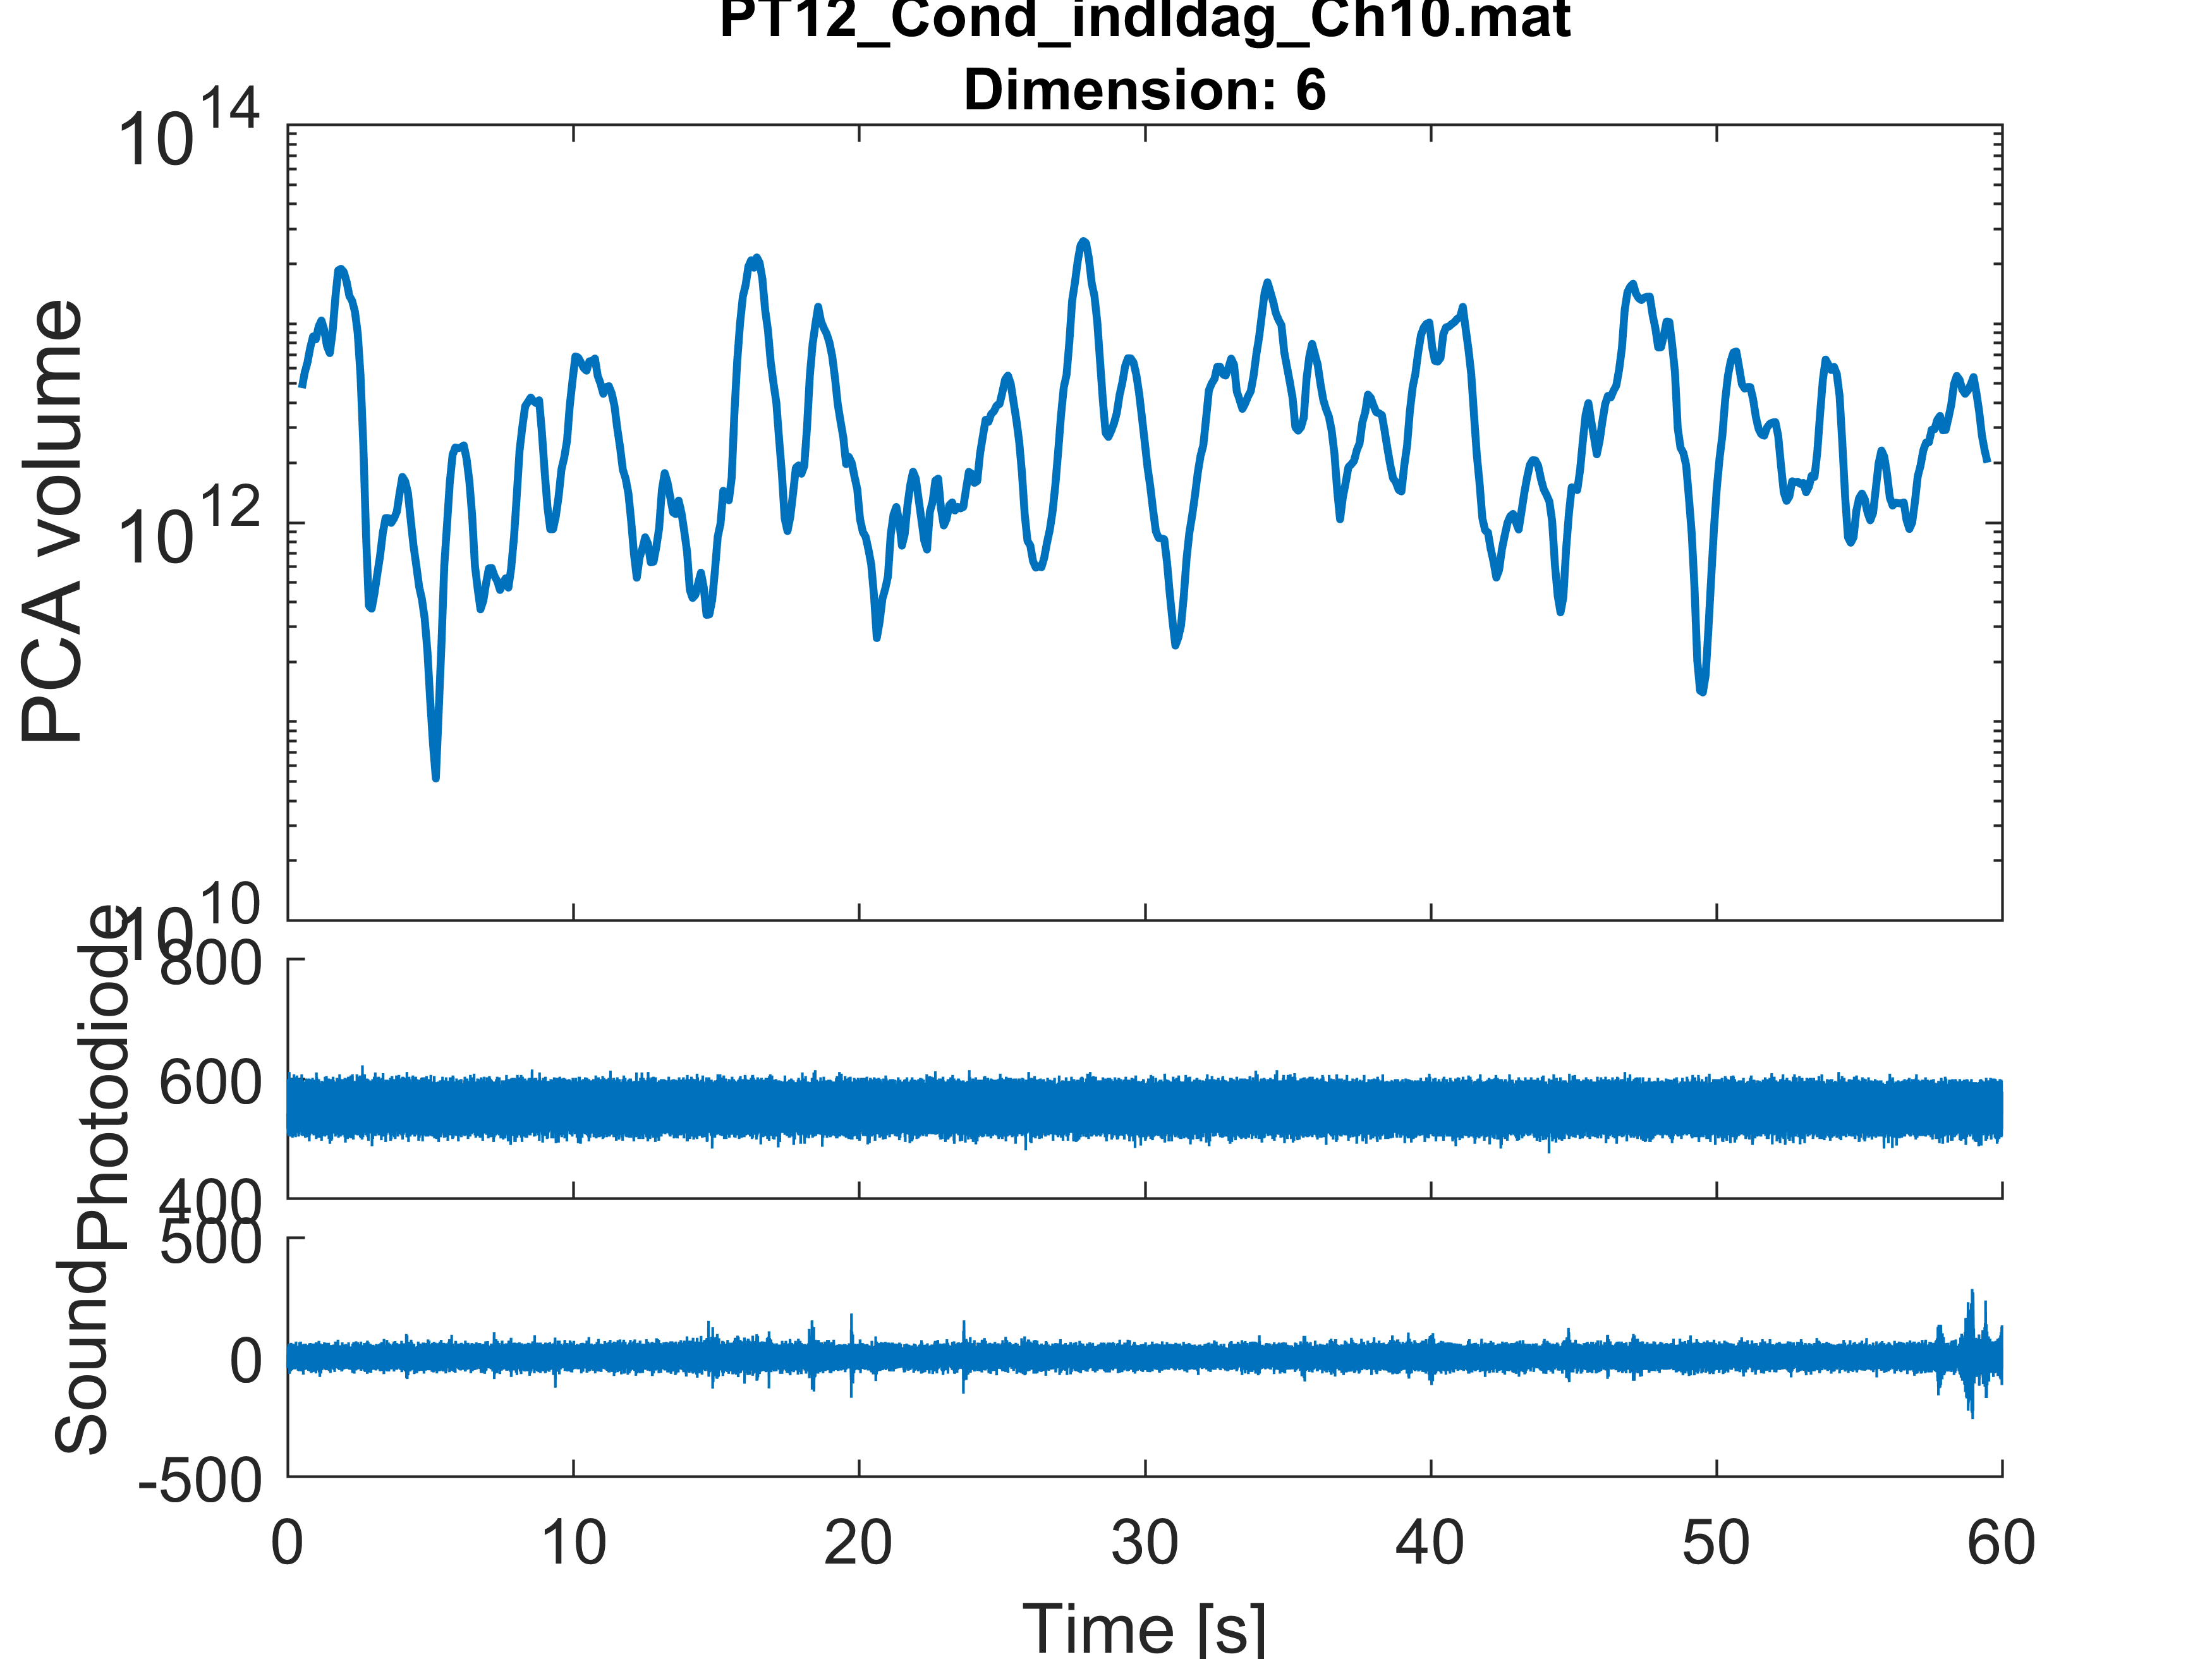 PT12_Cond_indIdag_Ch10.mat
Dimension: 6
10^14
10^12
10^10
PCA volume
800
600
400
Photodiode
500
0
-500
Sound
0 10 20 30 40 50 60
Time [s]